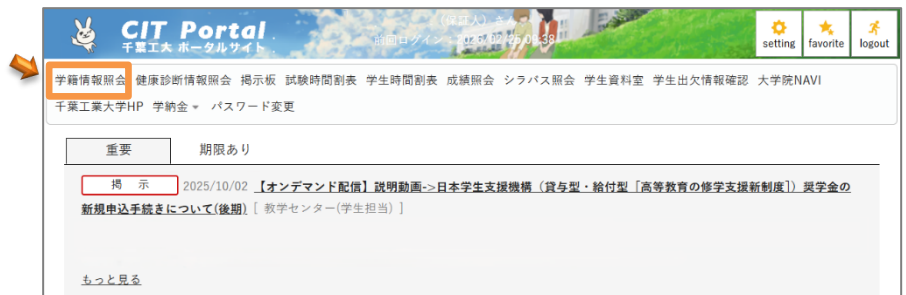 CIT Portal
千葉工大 ポータルサイト
(保証人) さん
前回ログイン
setting favorite logout
学籍情報照会 健康診断情報照会 掲示板 試験時間割表 学生時間割表 成績照会 シラバス照会 学生資料室 学生出欠情報確認 大学院NAVI
千葉工業大学HP 学納金 パスワード変更
重要 期限あり
掲 示 2025/10/02 【オンデマンド配信】説明動画->日本学生支援機構（貸与型・給付型［高等教育の修学支援新制度］）奨学金の
新規申込手続きについて(後期) [ 教学センター(学生担当) ]
もっと見る